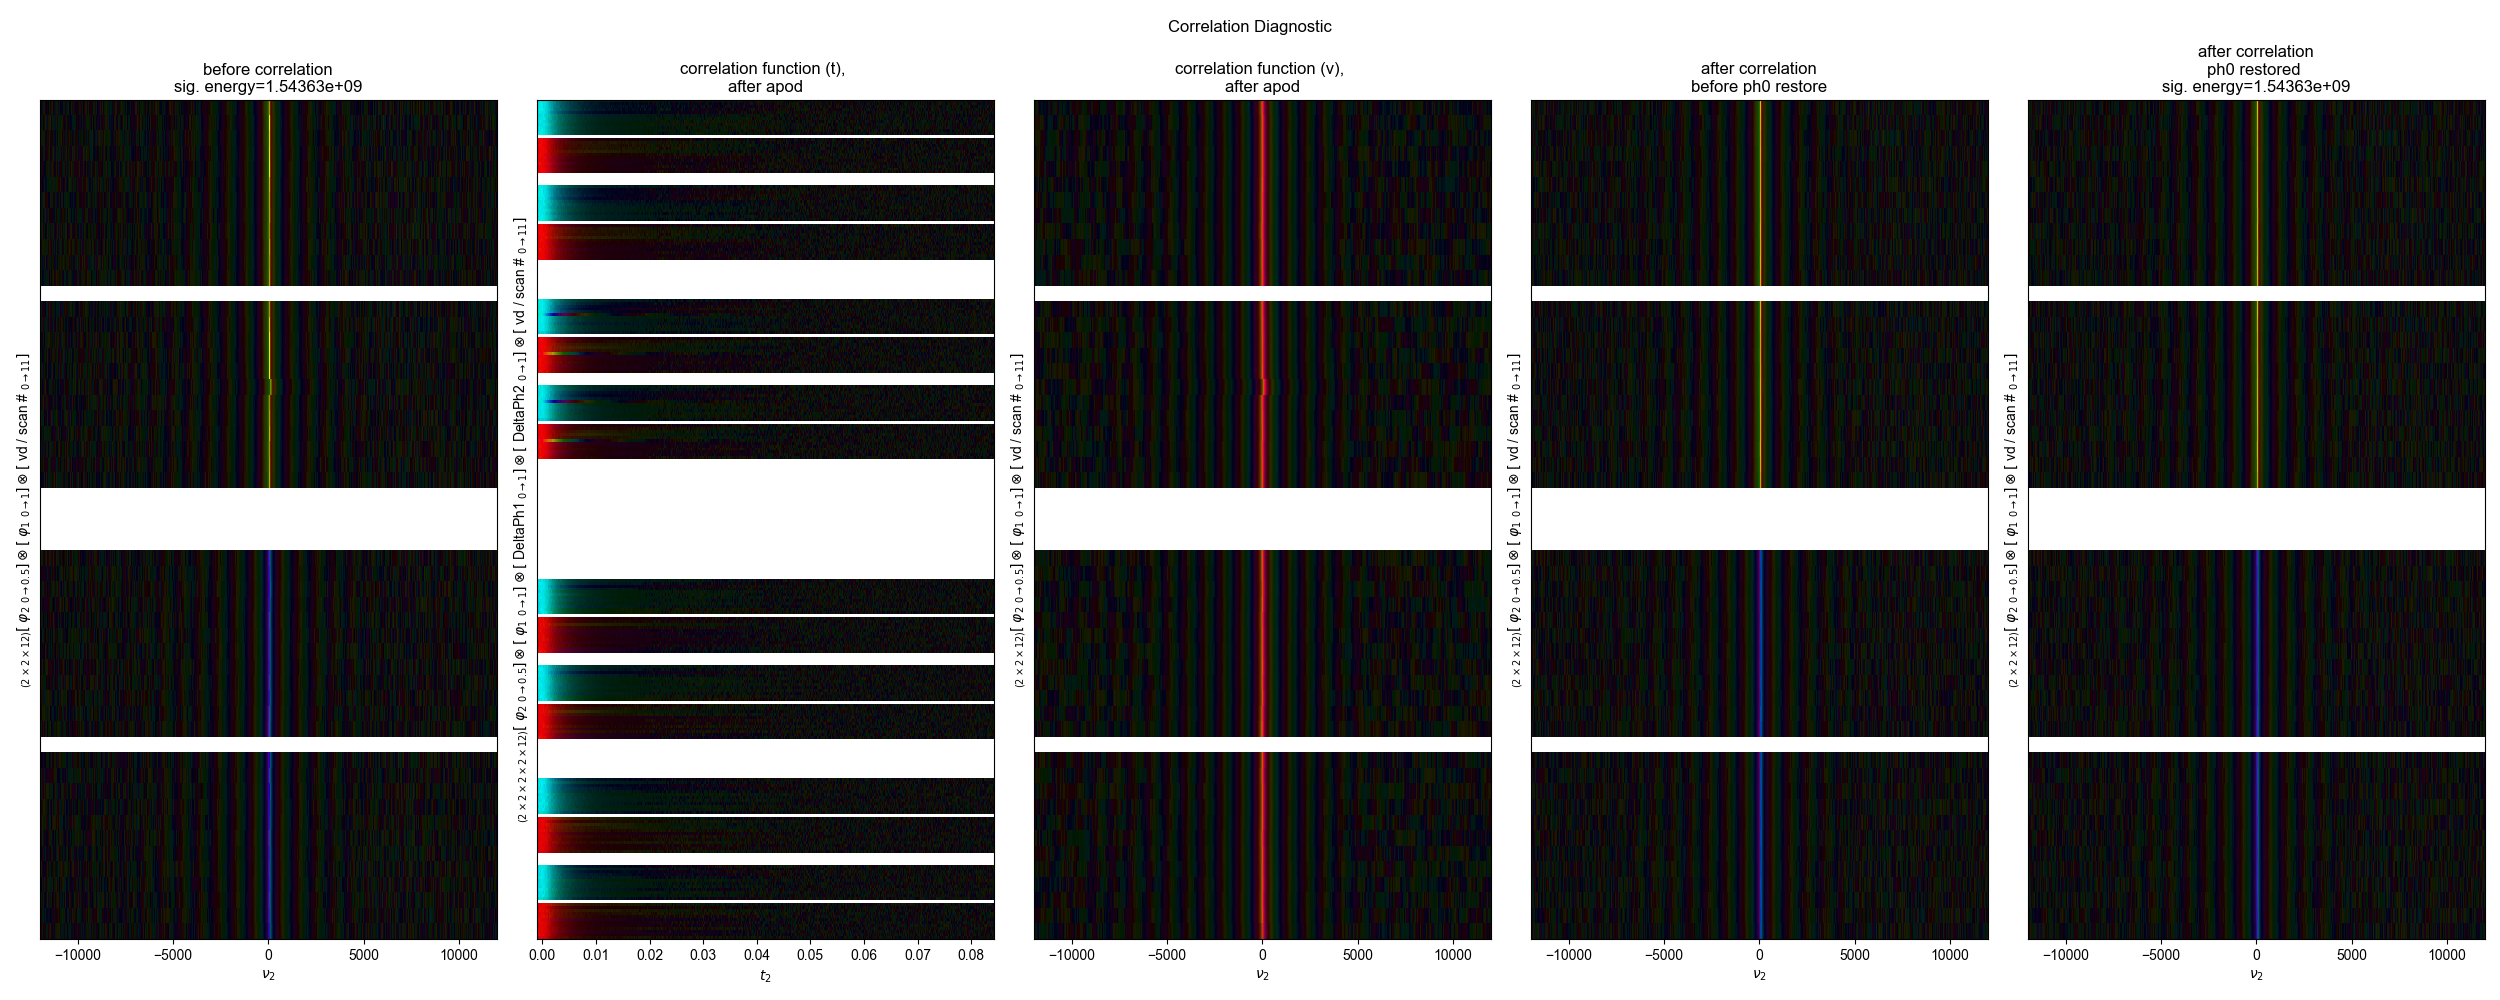 Correlation Diagnostic
before correlation
sig. energy=1.54363e+09
(2×2×12)[ φ2 0→0.5] ⊗ [ φ1 0→1] ⊗ [ vd / scan # 0→11]
−10000 −5000 0 5000 10000
ν2
correlation function (t),
after apod
(2×2×2×2×12)[ φ2 0→0.5] ⊗ [ φ1 0→1] ⊗ [ DeltaPh1 0→1] ⊗ [ DeltaPh2 0→1] ⊗ [ vd / scan # 0→11]
0.00 0.01 0.02 0.03 0.04 0.05 0.06 0.07 0.08
t2
correlation function (v),
after apod
(2×2×12)[ φ2 0→0.5] ⊗ [ φ1 0→1] ⊗ [ vd / scan # 0→11]
−10000 −5000 0 5000 10000
ν2
after correlation
before ph0 restore
(2×2×12)[ φ2 0→0.5] ⊗ [ φ1 0→1] ⊗ [ vd / scan # 0→11]
−10000 −5000 0 5000 10000
ν2
after correlation
ph0 restored
sig. energy=1.54363e+09
(2×2×12)[ φ2 0→0.5] ⊗ [ φ1 0→1] ⊗ [ vd / scan # 0→11]
−10000 −5000 0 5000 10000
ν2